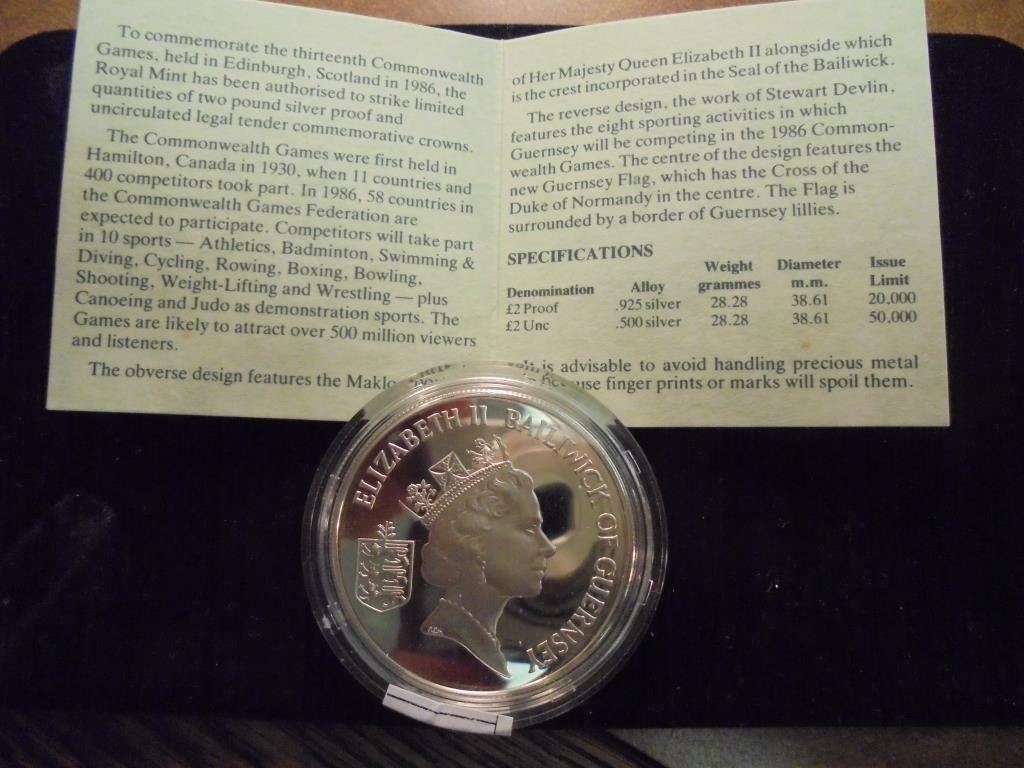 To commemorate the thirteenth Commonwealth
Games, held in Edinburgh, Scotland in 1986, the
Royal Mint has been authorised to strike limited
quantities of two pound silver proof and
uncirculated legal tender commemorative crowns.
The Commonwealth Games were first held in
Hamilton, Canada in 1930, when 11 countries and
400 competitors took part. In 1986, 58 countries in
the Commonwealth Games Federation are
expected to participate. Competitors will take part
in 10 sports — Athletics, Badminton, Swimming &
Diving, Cycling, Rowing, Boxing, Bowling,
Shooting, Weight-Lifting and Wrestling — plus
Canoeing and Judo as demonstration sports. The
Games are likely to attract over 500 million viewers
and listeners.
The obverse design features the Maklo
of Her Majesty Queen Elizabeth II alongside which
is the crest incorporated in the Seal of the Bailiwick.
The reverse design, the work of Stewart Devlin,
features the eight sporting activities in which
Guernsey will be competing in the 1986 Common-
wealth Games. The centre of the design features the
new Guernsey Flag, which has the Cross of the
Duke of Normandy in the centre. The Flag is
surrounded by a border of Guernsey lillies.
SPECIFICATIONS
Denomination Alloy Weight grammes Diameter m.m. Issue Limit
£2 Proof .925 silver 28.28 38.61 20,000
£2 Unc .500 silver 28.28 38.61 50,000
is advisable to avoid handling precious metal
finger prints or marks will spoil them.
ELIZABETH II BAILIWICK OF GUERNSEY
RDM